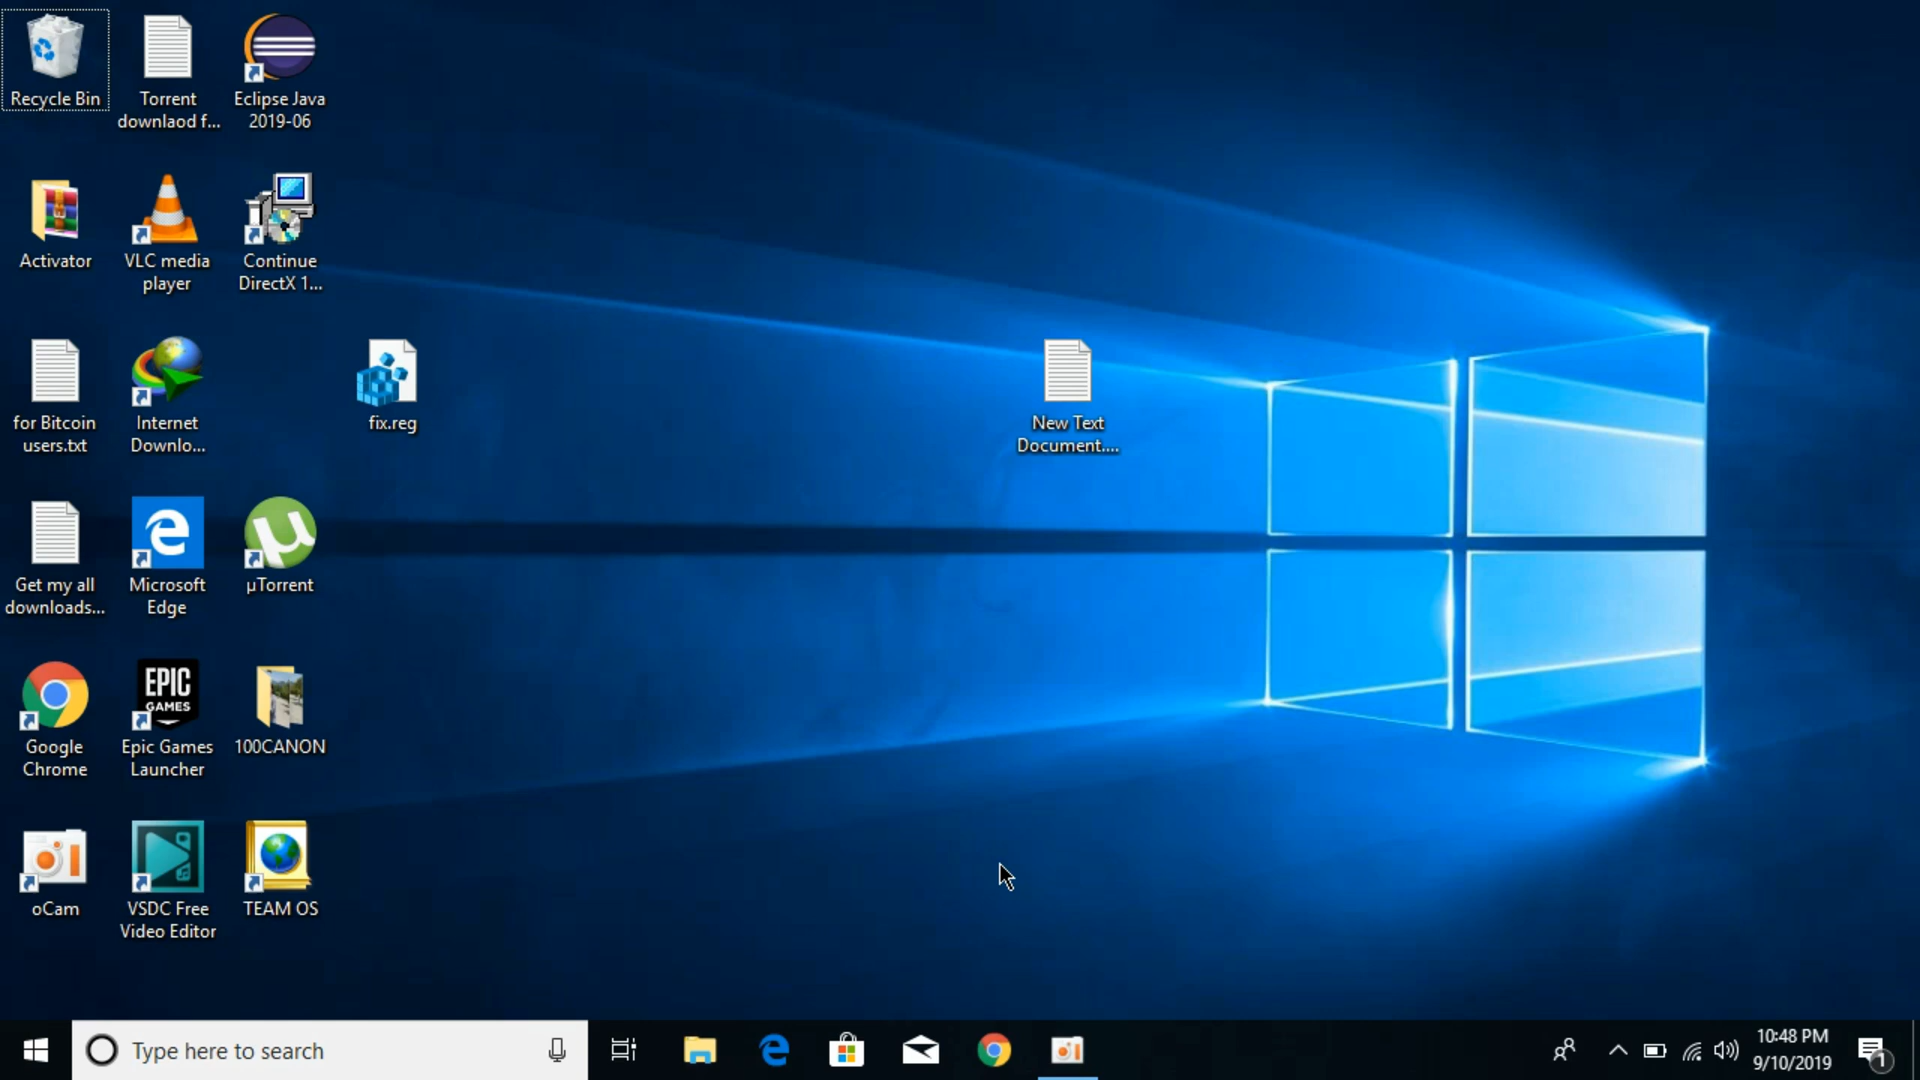 Recycle Bin
Torrent
downlaod f...
Eclipse Java
2019-06
Activator
VLC media
player
Continue
DirectX 1...
for Bitcoin
users.txt
Internet
Downlo...
fix.reg
New Text
Document....
Get my all
downloads...
Microsoft
Edge
µTorrent
Google
Chrome
EPIC
GAMES
Epic Games
Launcher
100CANON
oCam
VSDC Free
Video Editor
TEAM OS
Type here to search
10:48 PM
9/10/2019
1